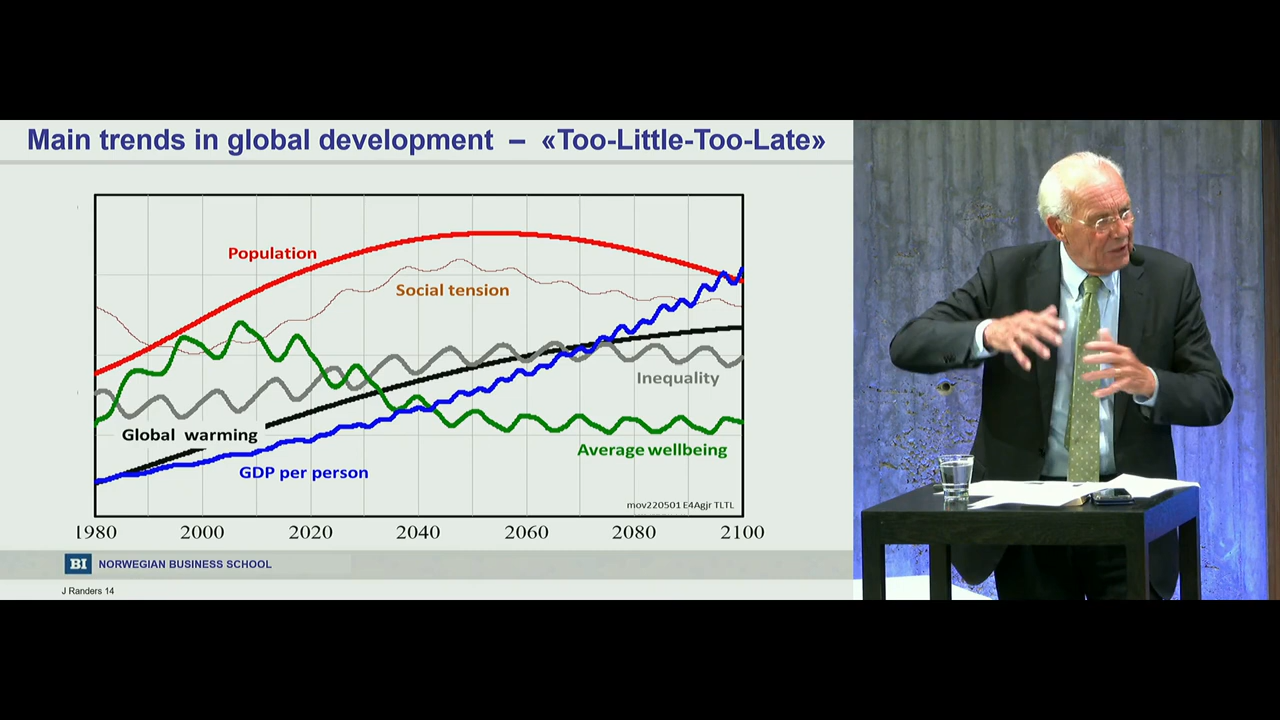 Main trends in global development – «Too-Little-Too-Late»
Population
Social tension
Inequality
Global warming
Average wellbeing
GDP per person
mov220501 E4Agjr TLTL
1980 2000 2020 2040 2060 2080 2100
BI NORWEGIAN BUSINESS SCHOOL
J Randers 14